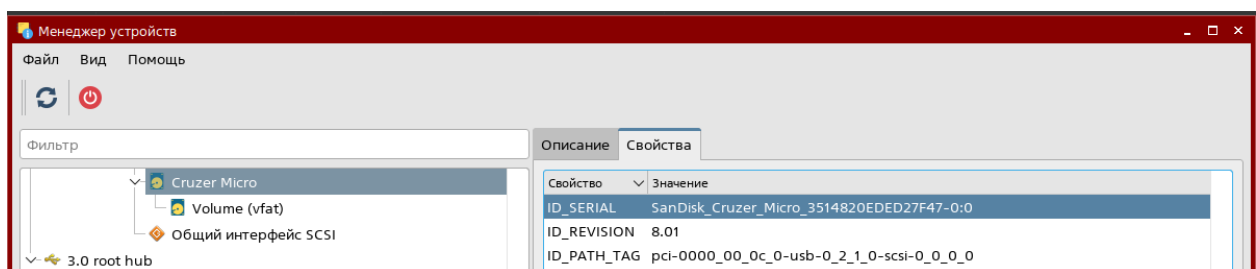 Менеджер устройств
Файл Вид Помощь
Фильтр
Описание Свойства
Cruzer Micro
Volume (vfat)
Общий интерфейс SCSI
3.0 root hub
Свойство Значение
ID_SERIAL SanDisk_Cruzer_Micro_3514820EDED27F47-0:0
ID_REVISION 8.01
ID_PATH_TAG pci-0000_00_0c_0-usb-0_2_1_0-scsi-0_0_0_0